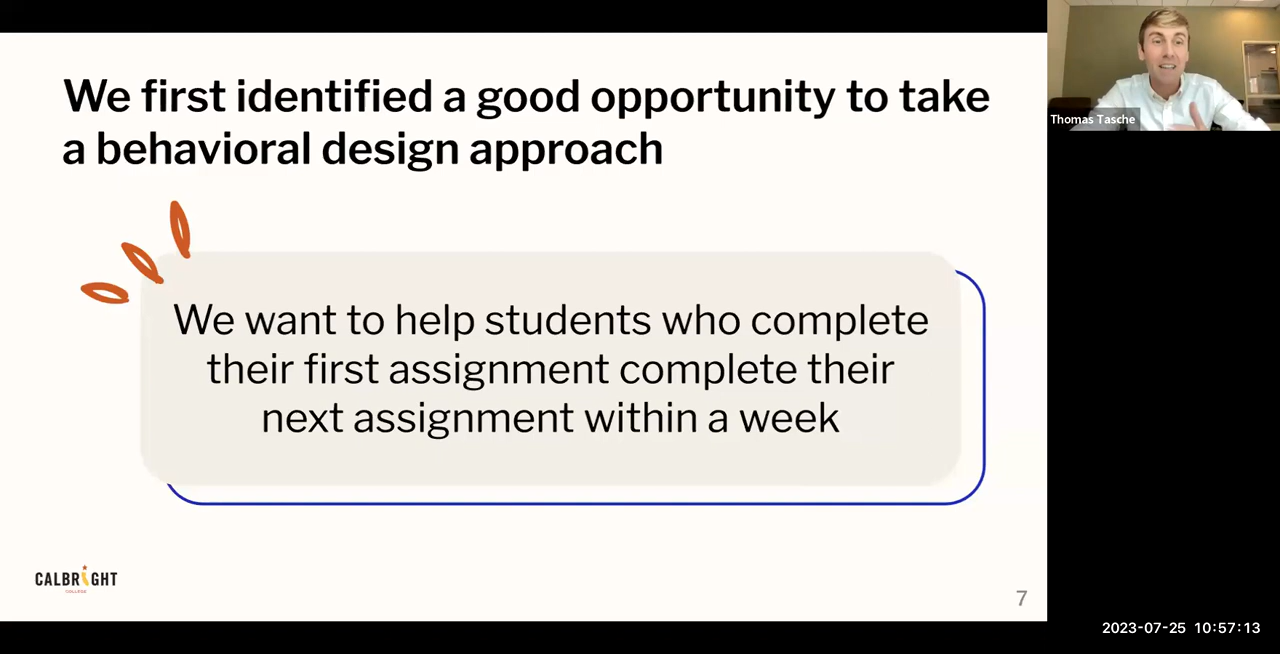 We first identified a good opportunity to take
a behavioral design approach
We want to help students who complete
their first assignment complete their
next assignment within a week
CALBRIGHT
COLLEGE
7
Thomas Tasche
2023-07-25 10:57:13